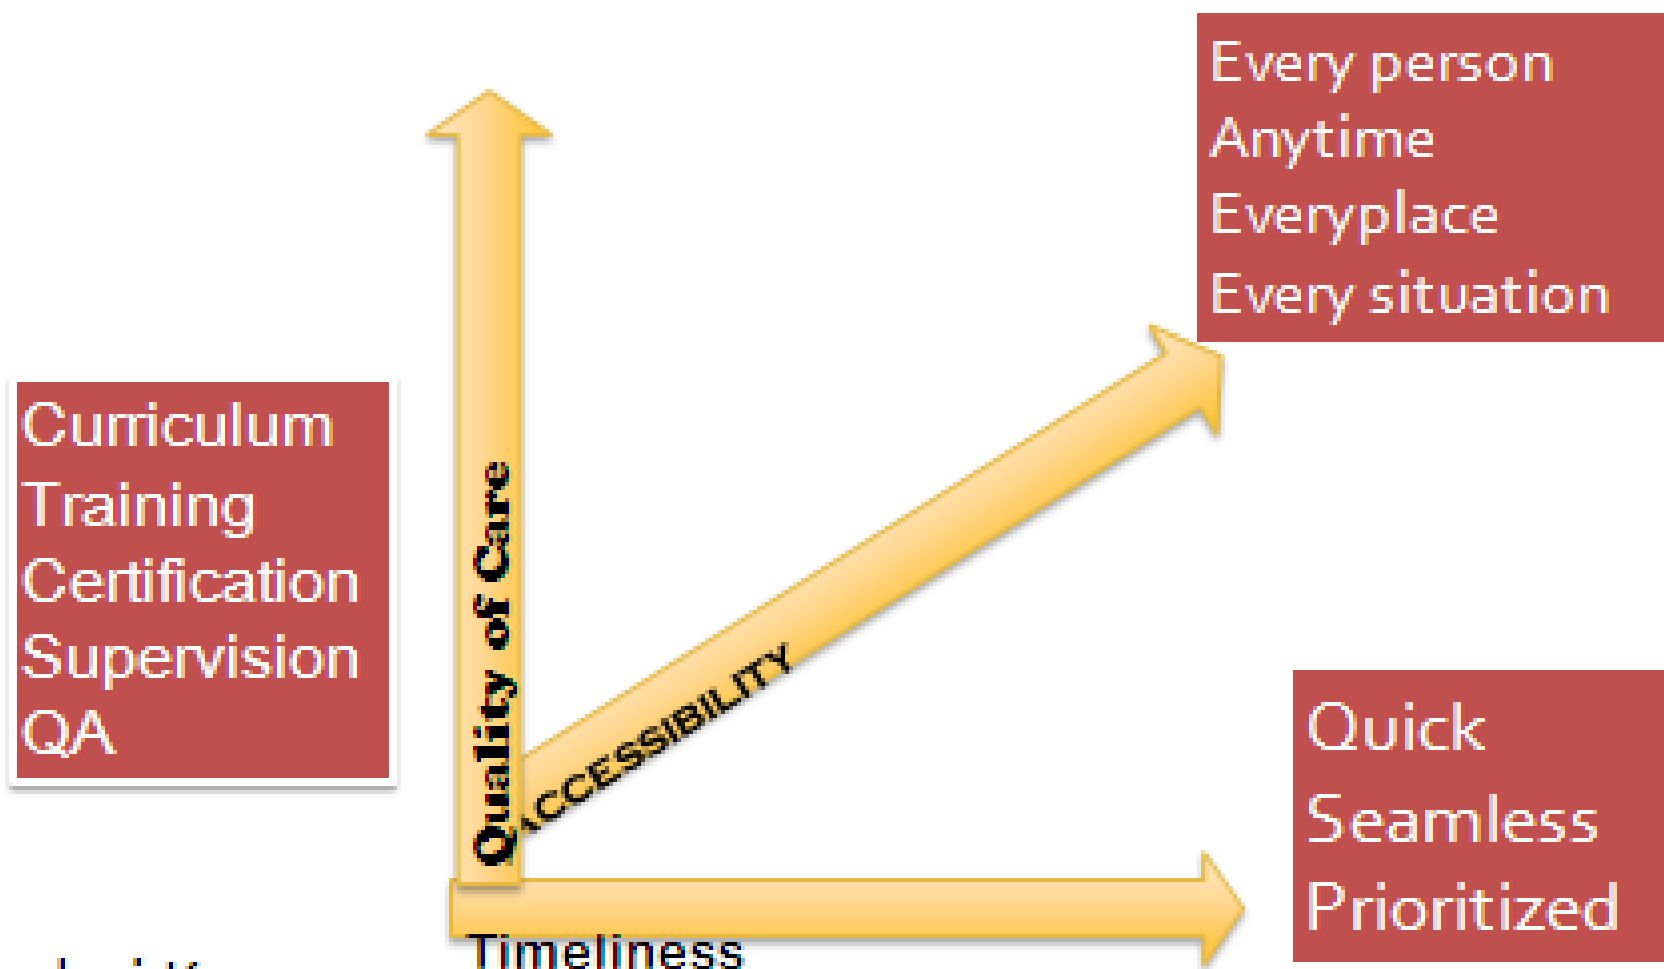 Every person
Anytime
Everyplace
Every situation
Curriculum
Training
Certification
Supervision
QA
Quality of Care
ACCESSIBILITY
Quick
Seamless
Prioritized
Timeliness